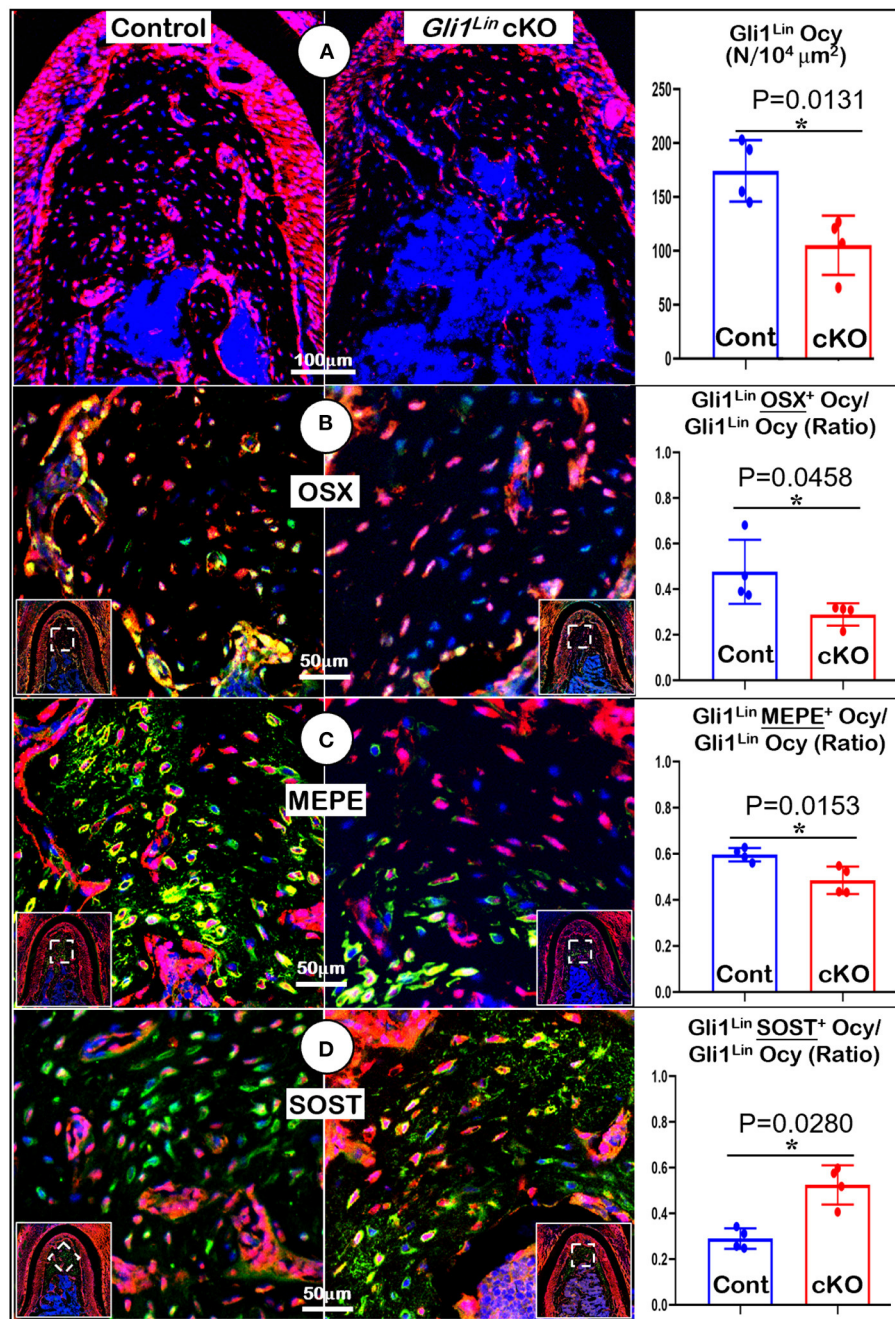 Control
Gli1Lin cKO
A
100μm
Gli1Lin Ocy
(N/10⁴ μm²)
P=0.0131
*
250
200
150
100
50
0
Cont
cKO
B
OSX
50μm
Gli1Lin OSX+ Ocy/
Gli1Lin Ocy (Ratio)
P=0.0458
*
1.0
0.8
0.6
0.4
0.2
0.0
Cont
cKO
C
MEPE
50μm
Gli1Lin MEPE+ Ocy/
Gli1Lin Ocy (Ratio)
P=0.0153
*
1.0
0.8
0.6
0.4
0.2
0.0
Cont
cKO
D
SOST
50μm
Gli1Lin SOST+ Ocy/
Gli1Lin Ocy (Ratio)
P=0.0280
*
1.0
0.8
0.6
0.4
0.2
0.0
Cont
cKO